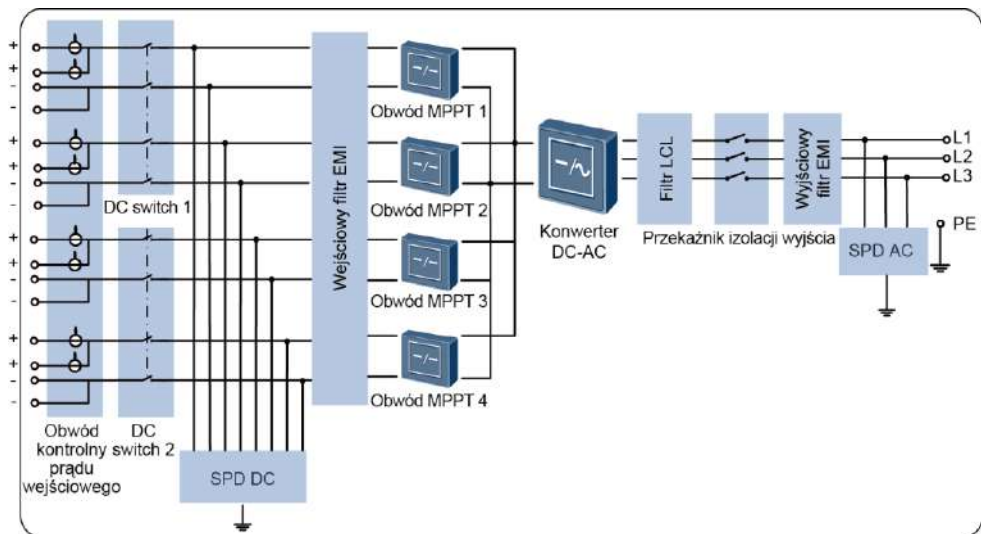 +
+
-
-
+
+
-
-
+
+
-
-
+
+
-
-
Obwód
kontrolny
prądu
wejściowego
DC switch 1
DC
switch 2
SPD DC
Wejściowy filtr EMI
Obwód MPPT 1
Obwód MPPT 2
Obwód MPPT 3
Obwód MPPT 4
Konwerter
DC-AC
Filtr LCL
Przekaźnik izolacji wyjścia
Wyjściowy
filtr EMI
L1
L2
L3
PE
SPD AC